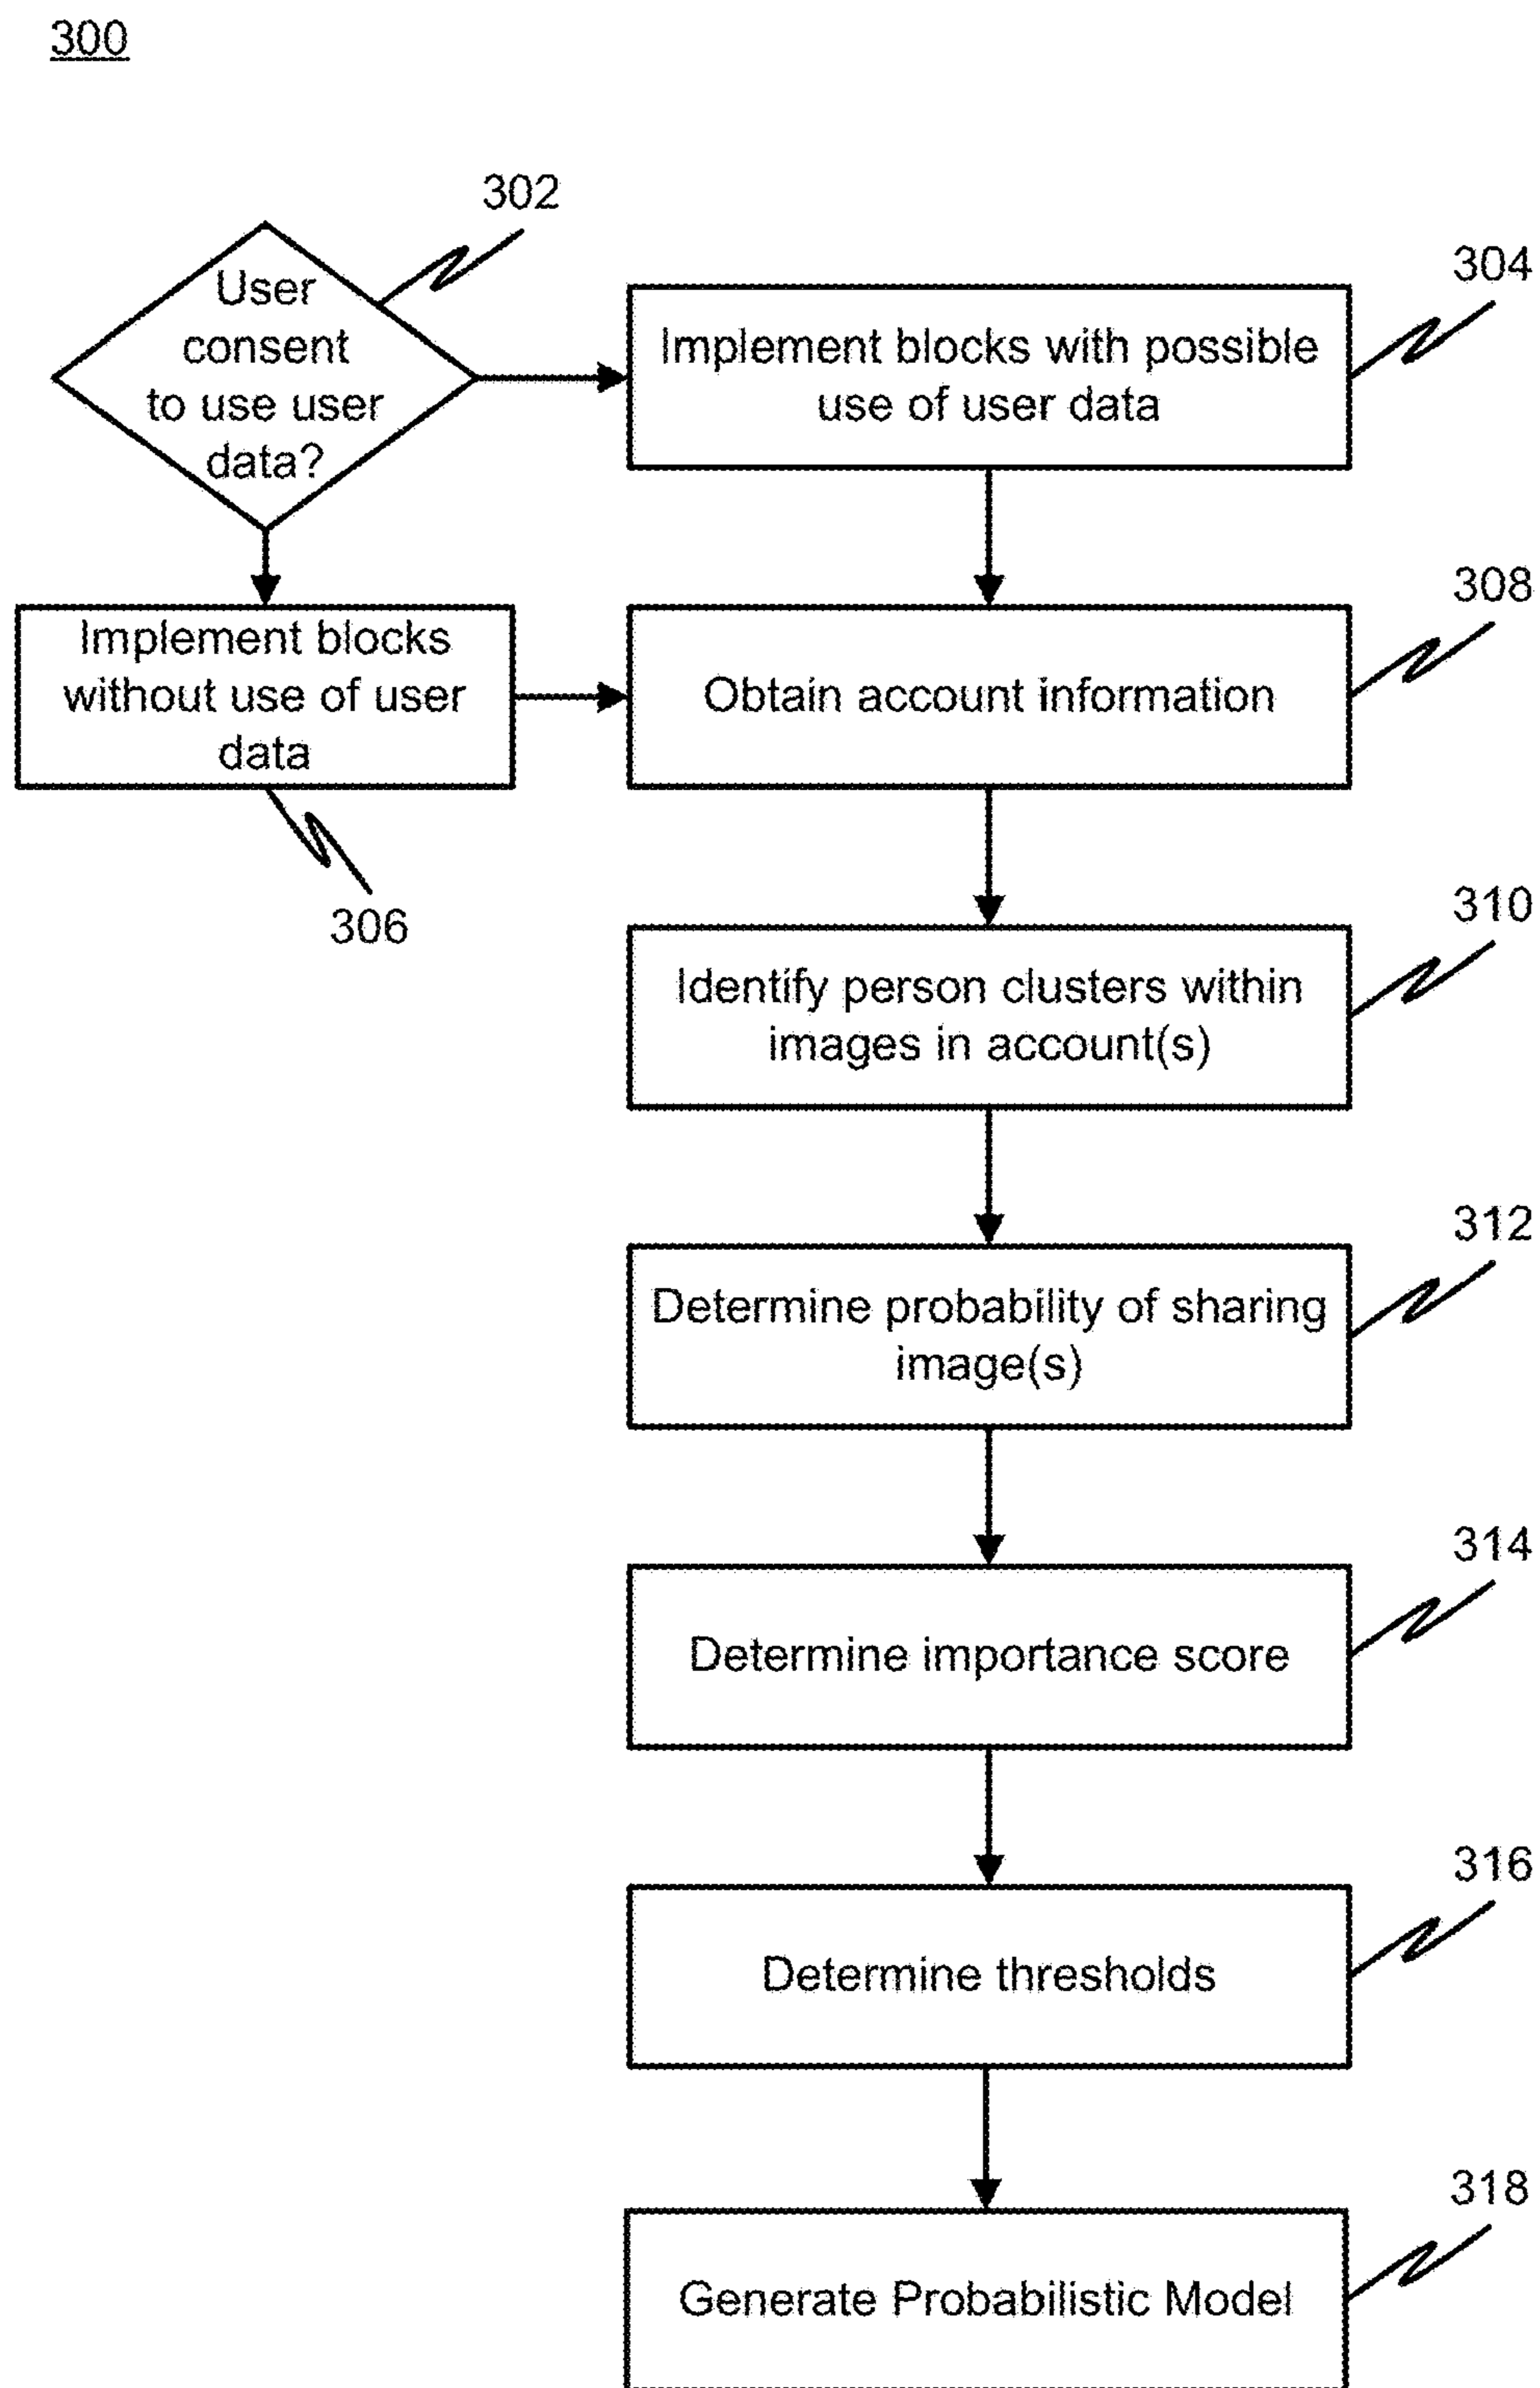 300
302
User
consent
to use user
data?
304
Implement blocks with possible
use of user data
306
Implement blocks
without use of user
data
308
Obtain account information
310
Identify person clusters within
images in account(s)
312
Determine probability of sharing
image(s)
314
Determine importance score
316
Determine thresholds
318
Generate Probabilistic Model